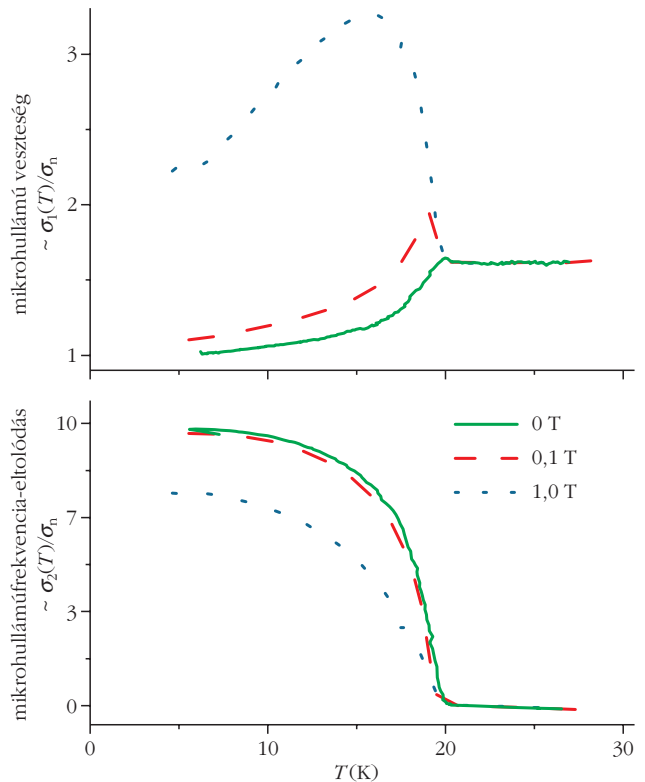 mikrohullámú veszteség
~ σ₁(T)/σₙ
3
2
1
mikrohullámúfrekvencia-eltolódás
~ σ₂(T)/σₙ
10
7
3
0
0 T
0,1 T
1,0 T
0
10
20
30
T(K)